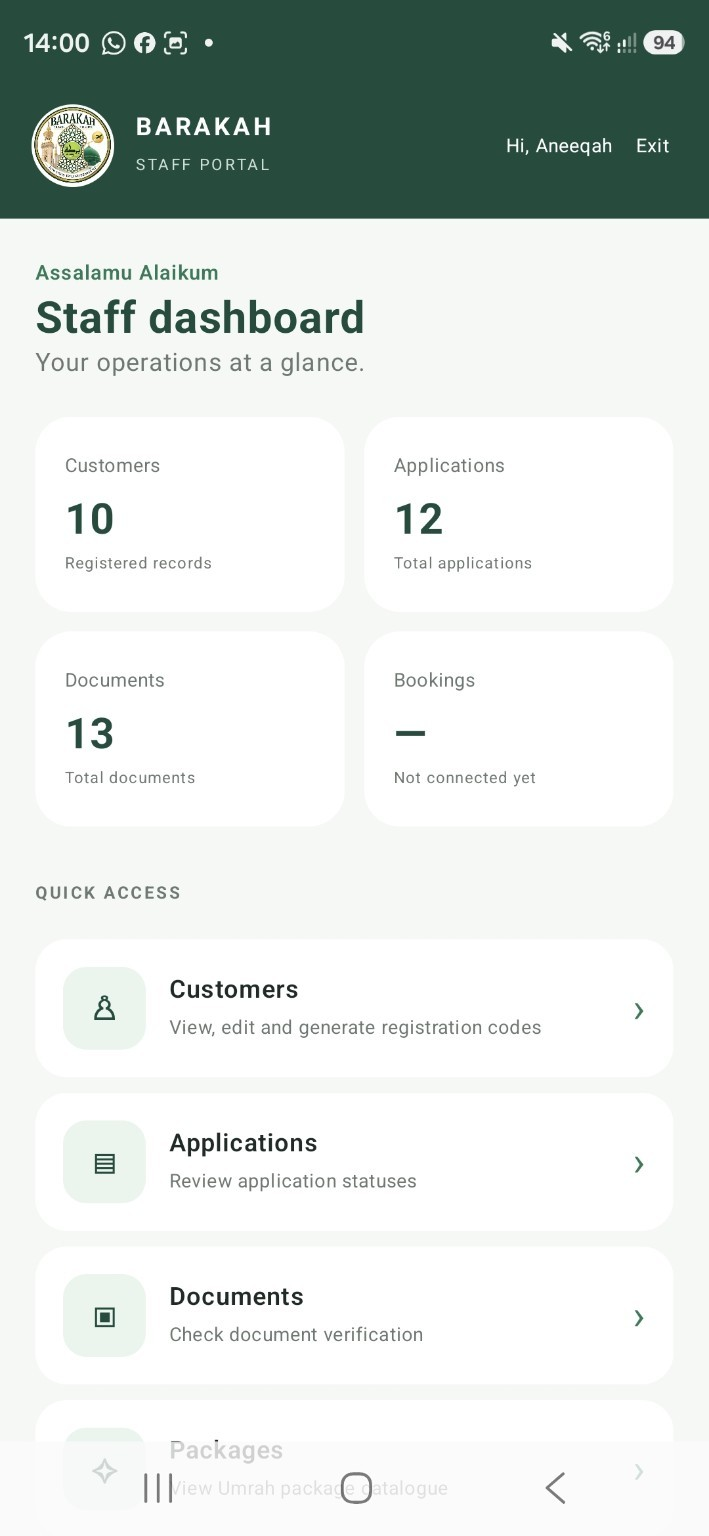 14:00
6
94
BARAKAH
BARAKAH
STAFF PORTAL
Hi, Aneeqah
Exit
Assalamu Alaikum
Staff dashboard
Your operations at a glance.
Customers
10
Registered records
Applications
12
Total applications
Documents
13
Total documents
Bookings
—
Not connected yet
QUICK ACCESS
Customers
View, edit and generate registration codes
Applications
Review application statuses
Documents
Check document verification
Packages
View Umrah package catalogue